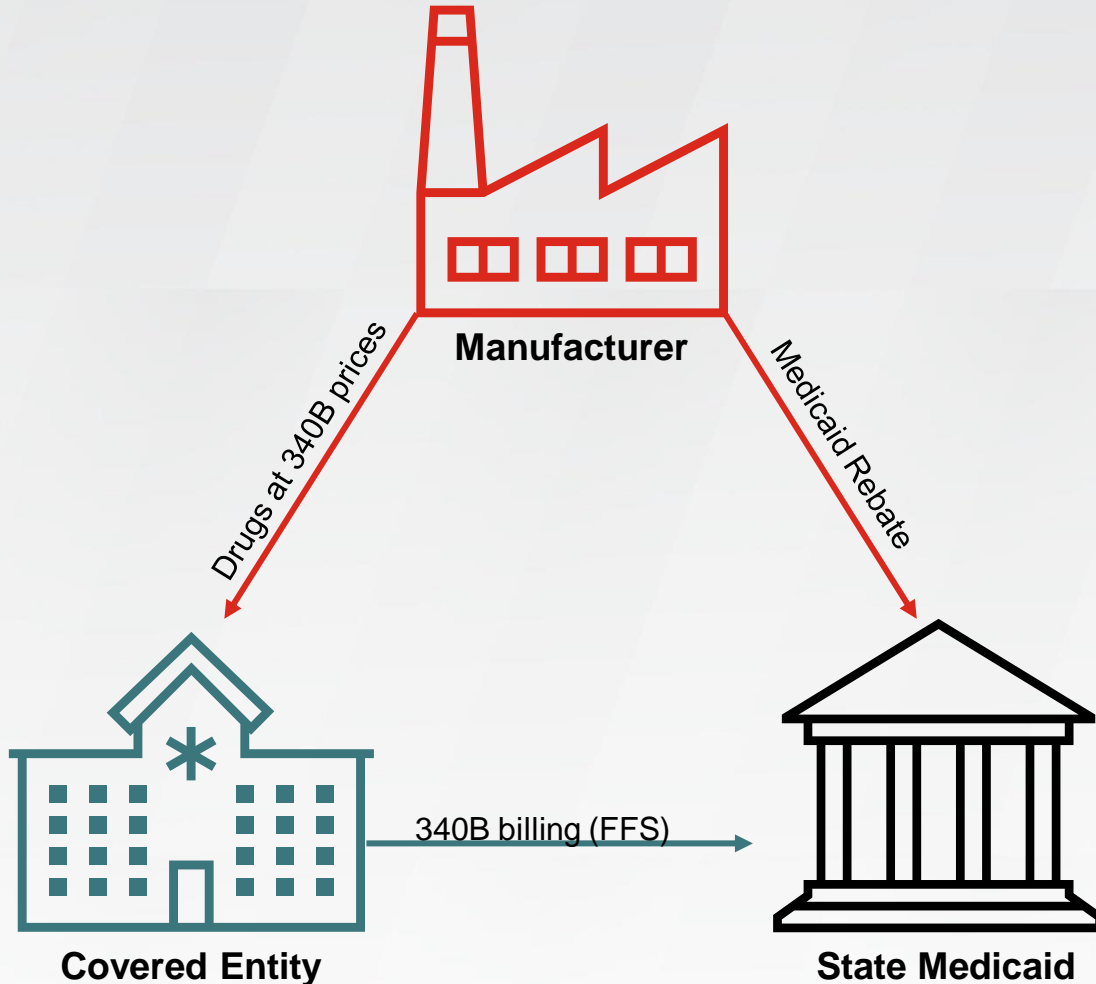 Manufacturer
Drugs at 340B prices
Medicaid Rebate
340B billing (FFS)
Covered Entity
State Medicaid